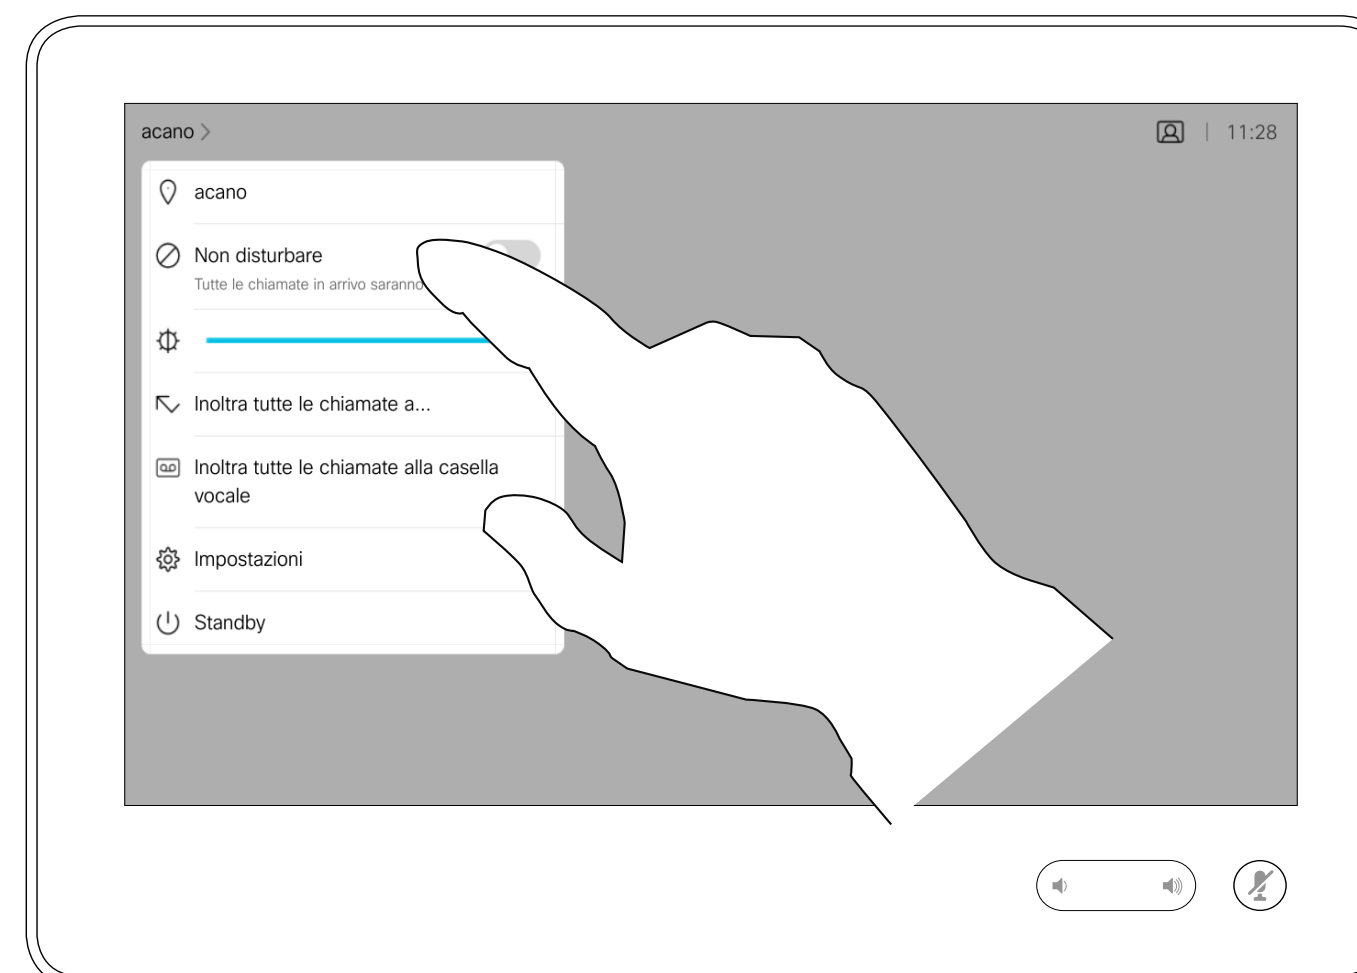 acano
11:28
acano
Non disturbare
Tutte le chiamate in arrivo saranno
Inoltra tutte le chiamate a...
Inoltra tutte le chiamate alla casella
vocale
Impostazioni
Standby